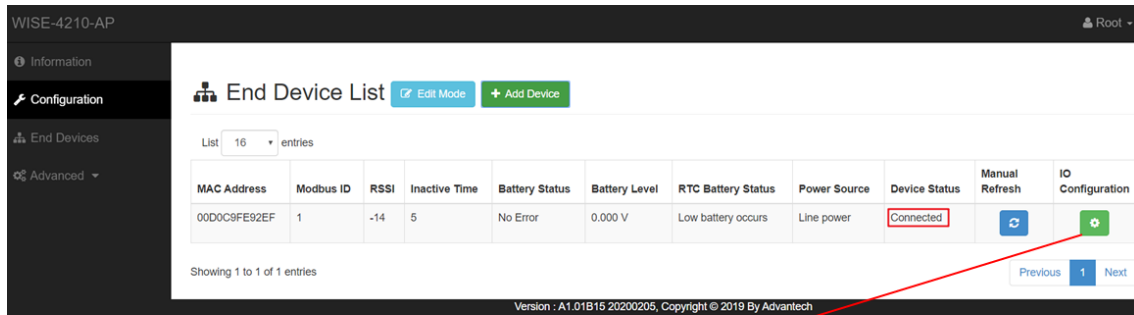 WISE-4210-AP
Root
Information
Configuration
End Devices
Advanced
End Device List
Edit Mode
+ Add Device
List 16 entries
MAC Address Modbus ID RSSI Inactive Time Battery Status Battery Level RTC Battery Status Power Source Device Status Manual Refresh IO Configuration
00D0C9FE92EF 1 -14 5 No Error 0.000 V Low battery occurs Line power Connected
Showing 1 to 1 of 1 entries
Previous 1 Next
Version : A1.01B15 20200205, Copyright © 2019 By Advantech